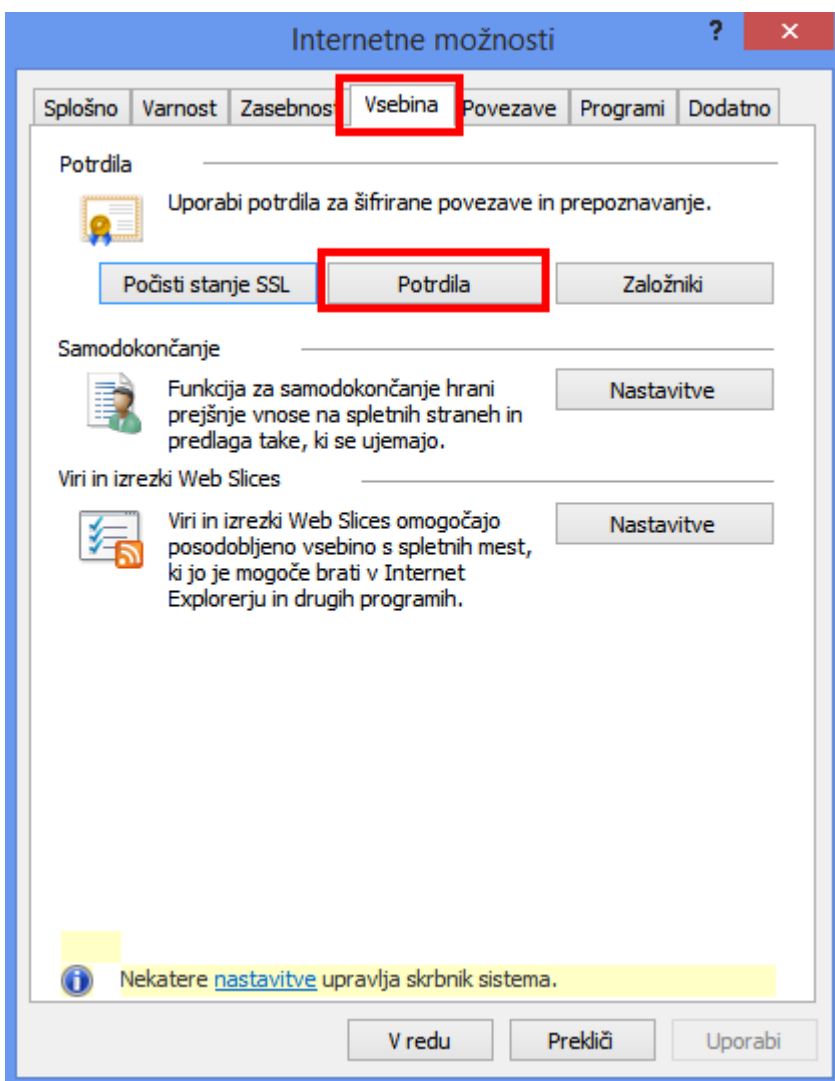 Internetne možnosti
?
Splošno Varnost Zasebnost Vsebina Povezave Programi Dodatno
Potrdila
Uporabi potrdila za šifrirane povezave in prepoznavanje.
Počisti stanje SSL Potrdila Založniki
Samodokončanje
Funkcija za samodokončanje hrani
prejšnje vnose na spletnih straneh in
predlaga take, ki se ujemajo.
Nastavitve
Viri in izrezki Web Slices
Viri in izrezki Web Slices omogočajo
posodobljeno vsebino s spletnih mest,
ki jo je mogoče brati v Internet
Explorerju in drugih programih.
Nastavitve
Nekatere nastavitve upravlja skrbnik sistema.
V redu Prekliči Uporabi